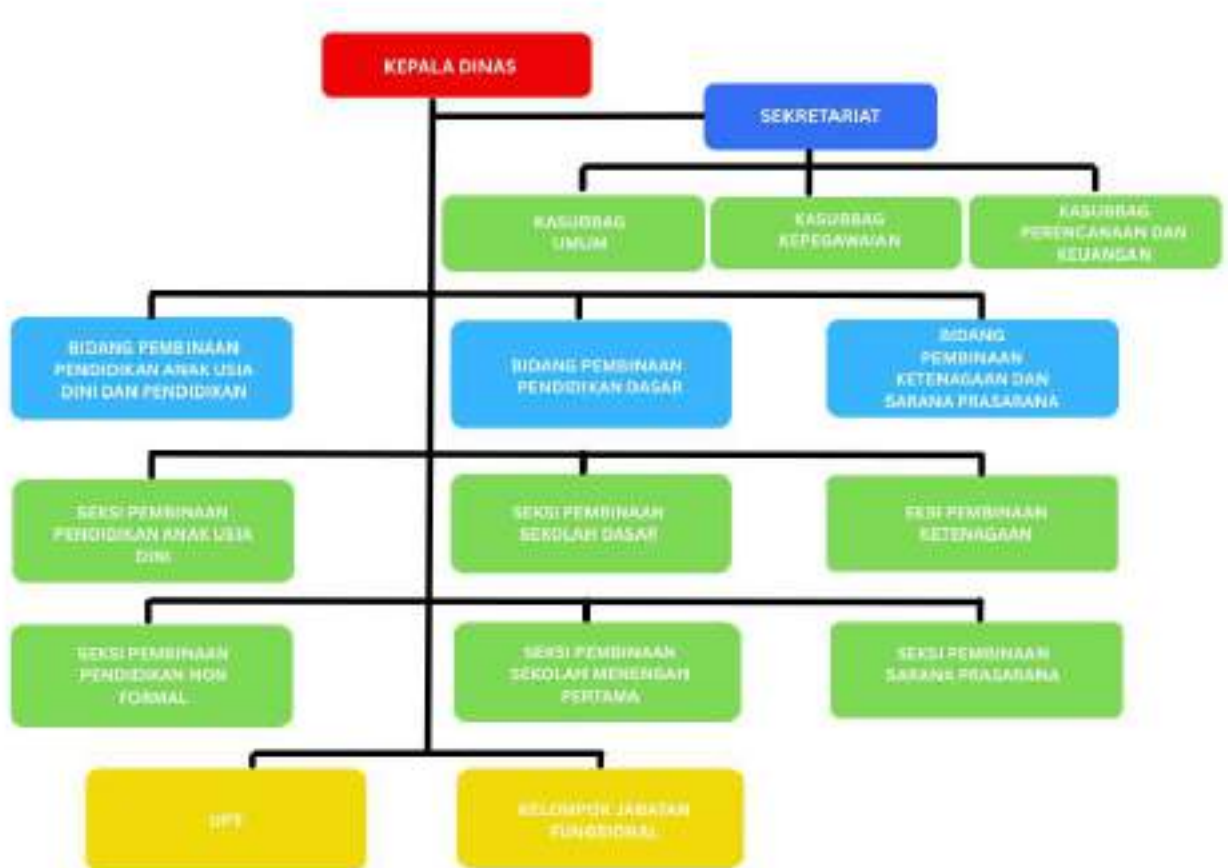 KEPALA DINAS
SEKRETARIAT
KASUBBAG
UMUM
KASUBBAG
KEPEGAWAIAN
KASUBBAG
PERENCANAAN DAN
KEUANGAN
BIDANG PEMBINAAN
PENDIDIKAN ANAK USIA
DINI DAN PENDIDIKAN
BIDANG PEMBINAAN
PENDIDIKAN DASAR
BIDANG
PEMBINAAN
KETENAGAAN DAN
SARANA PRASARANA
SEKSI PEMBINAAN
PENDIDIKAN ANAK USIA
DINI
SEKSI PEMBINAAN
SEKOLAH DASAR
EKSI PEMBINAAN
KETENAGAAN
SEKSI PEMBINAAN
PENDIDIKAN NON
FORMAL
SEKSI PEMBINAAN
SEKOLAH MENENGAH
PERTAMA
SEKSI PEMBINAAN
SARANA PRASARANA
UPT
KELOMPOK JABATAN
FUNGSIONAL